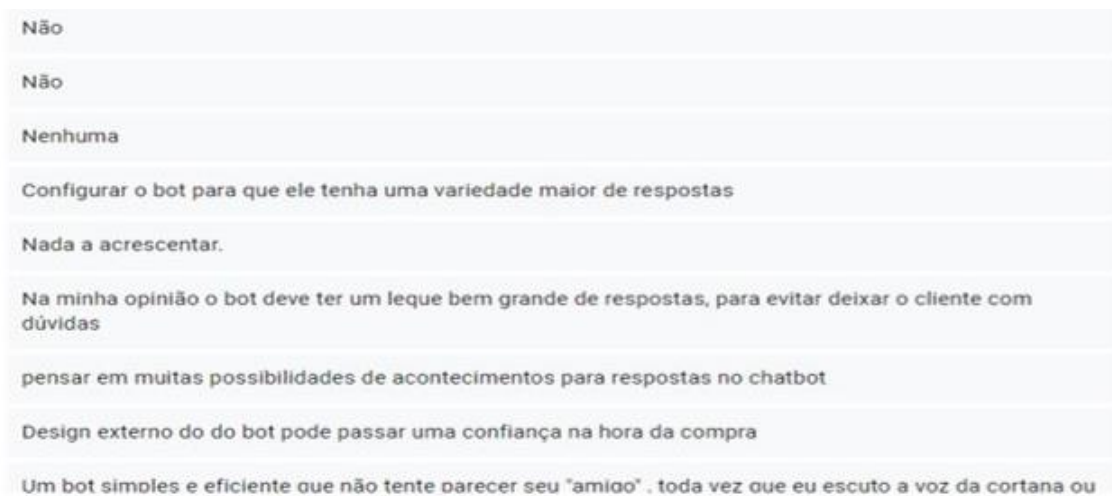 Não
Não
Nenhuma
Configurar o bot para que ele tenha uma variedade maior de respostas
Nada a acrescentar.
Na minha opinião o bot deve ter um leque bem grande de respostas, para evitar deixar o cliente com
dúvidas
pensar em muitas possibilidades de acontecimentos para respostas no chatbot
Design externo do do bot pode passar uma confiança na hora da compra
Um bot simples e eficiente que não tente parecer seu "amigo" , toda vez que eu escuto a voz da cortana ou